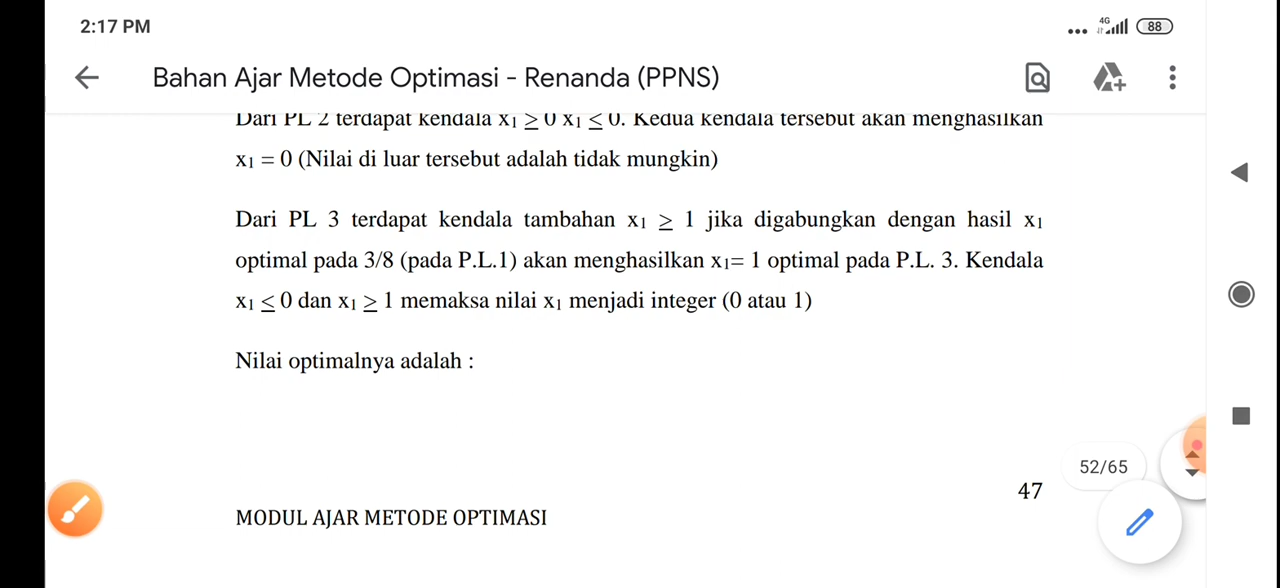 2:17 PM
4G
88
Bahan Ajar Metode Optimasi - Renanda (PPNS)
Dari PL 2 terdapat kendala x₁ ≥ 0 x₁ ≤ 0. Kedua kendala tersebut akan menghasilkan
x₁ = 0 (Nilai di luar tersebut adalah tidak mungkin)
Dari PL 3 terdapat kendala tambahan x₁ ≥ 1 jika digabungkan dengan hasil x₁
optimal pada 3/8 (pada P.L.1) akan menghasilkan x₁= 1 optimal pada P.L. 3. Kendala
x₁ ≤ 0 dan x₁ ≥ 1 memaksa nilai x₁ menjadi integer (0 atau 1)
Nilai optimalnya adalah :
52/65
47
MODUL AJAR METODE OPTIMASI